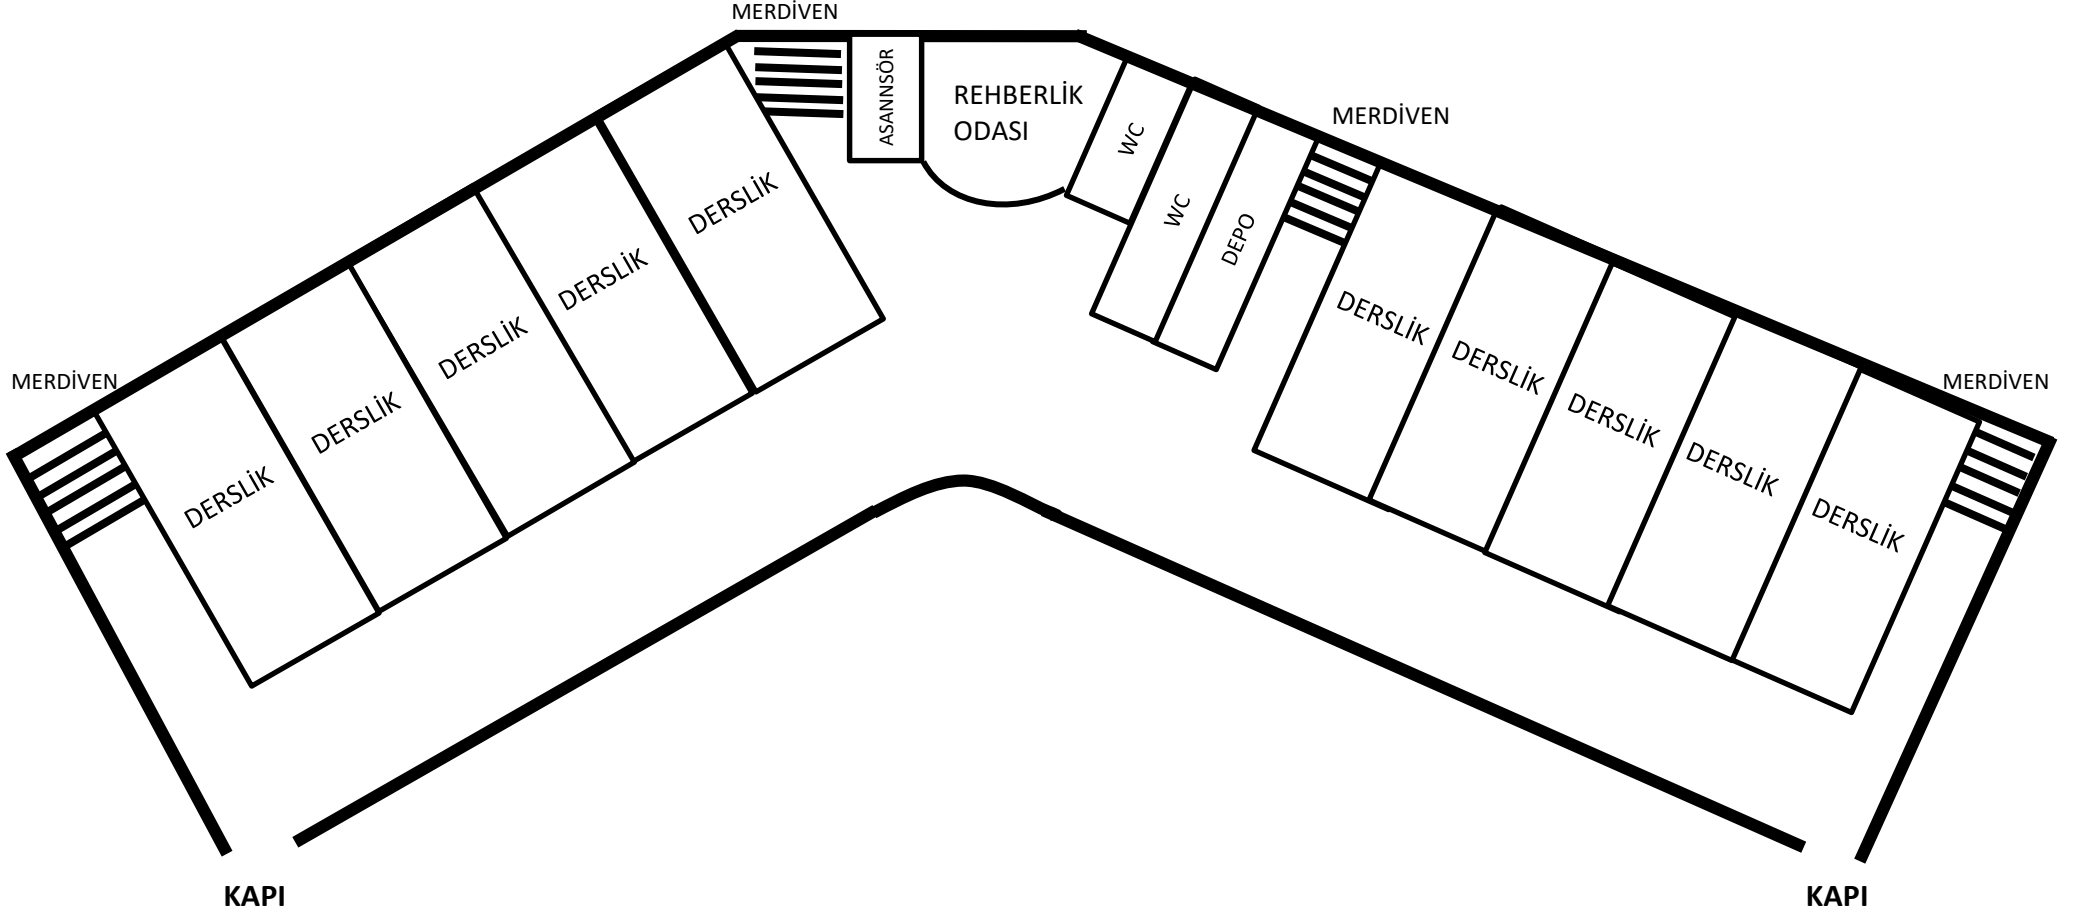 MERDİVEN
ASANNSÖR
REHBERLİK
ODASI
WC
WC
DEPO
MERDİVEN
DERSLİK
DERSLİK
DERSLİK
DERSLİK
DERSLİK
MERDİVEN
DERSLİK
DERSLİK
DERSLİK
DERSLİK
DERSLİK
MERDİVEN
KAPI
KAPI